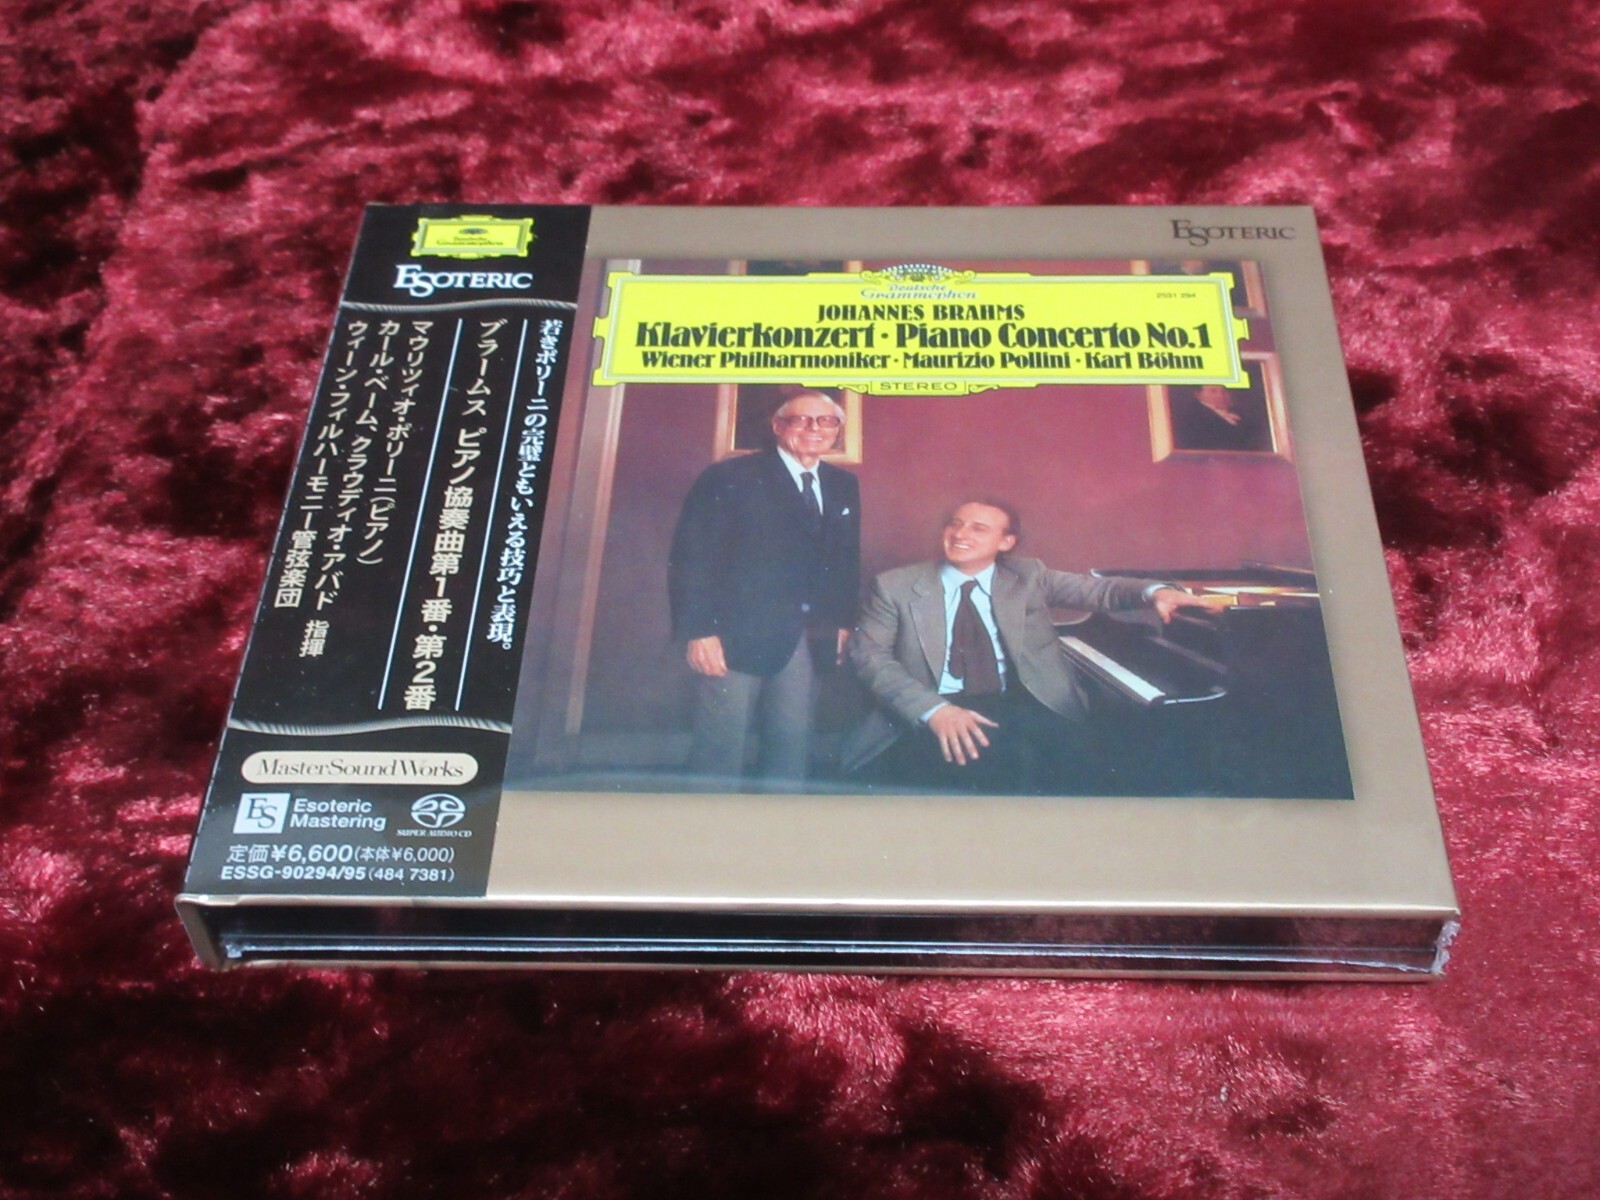 Deutsche
Grammophon
ESOTERIC
若きポリーニの完璧ともいえる技巧と表現。
ブラームス ピアノ協奏曲第1番・第2番
マウリツィオ・ポリーニ(ピアノ)
カール・ベーム、クラウディオ・アバド 指揮
ウィーン・フィルハーモニー管弦楽団
MasterSoundWorks
ES
Esoteric
Mastering
SUPER AUDIO CD
定価¥6,600(本体¥6,000)
ESSG-90294/95(484 7381)
ESOTERIC
Deutsche
Grammophon
2531 294
JOHANNES BRAHMS
Klavierkonzert · Piano Concerto No.1
Wiener Philharmoniker · Maurizio Pollini · Karl Böhm
STEREO